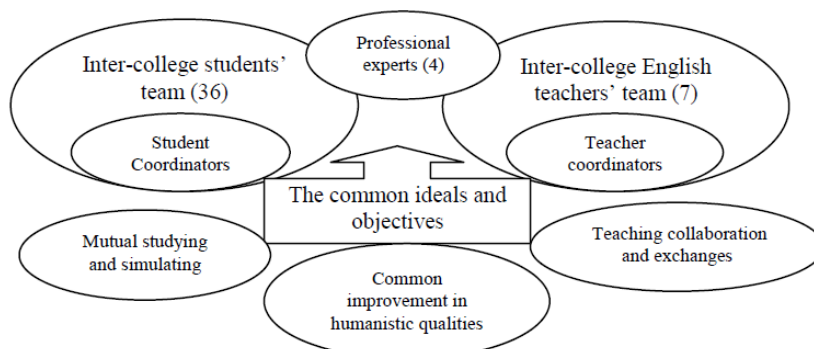 Professional
experts (4)
Inter-college students’
team (36)
Inter-college English
teachers’ team (7)
Student
Coordinators
Teacher
coordinators
The common ideals and
objectives
Mutual studying
and simulating
Teaching collaboration
and exchanges
Common
improvement in
humanistic qualities